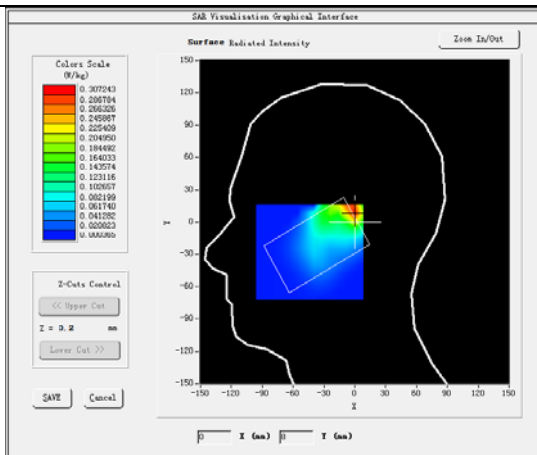 SAR Visualisation Graphical Interface
Surface Radiated Intensity
Zoom In/Out
Colors Scale
(W/kg)
0.307243
0.286784
0.266326
0.245867
0.225409
0.204950
0.184492
0.164033
0.143574
0.123116
0.102657
0.082199
0.061740
0.041282
0.020823
0.000365
Z-Cuts Control
<< Upper Cut
Z = 3.2 mm
Lower Cut >>
SAVE Cancel
150
120
90
60
30
0
-30
-60
-90
-120
-150
Y
-150 -120 -90 -60 -30 0 30 60 90 120 150
X
0 X (mm) 0 Y (mm)